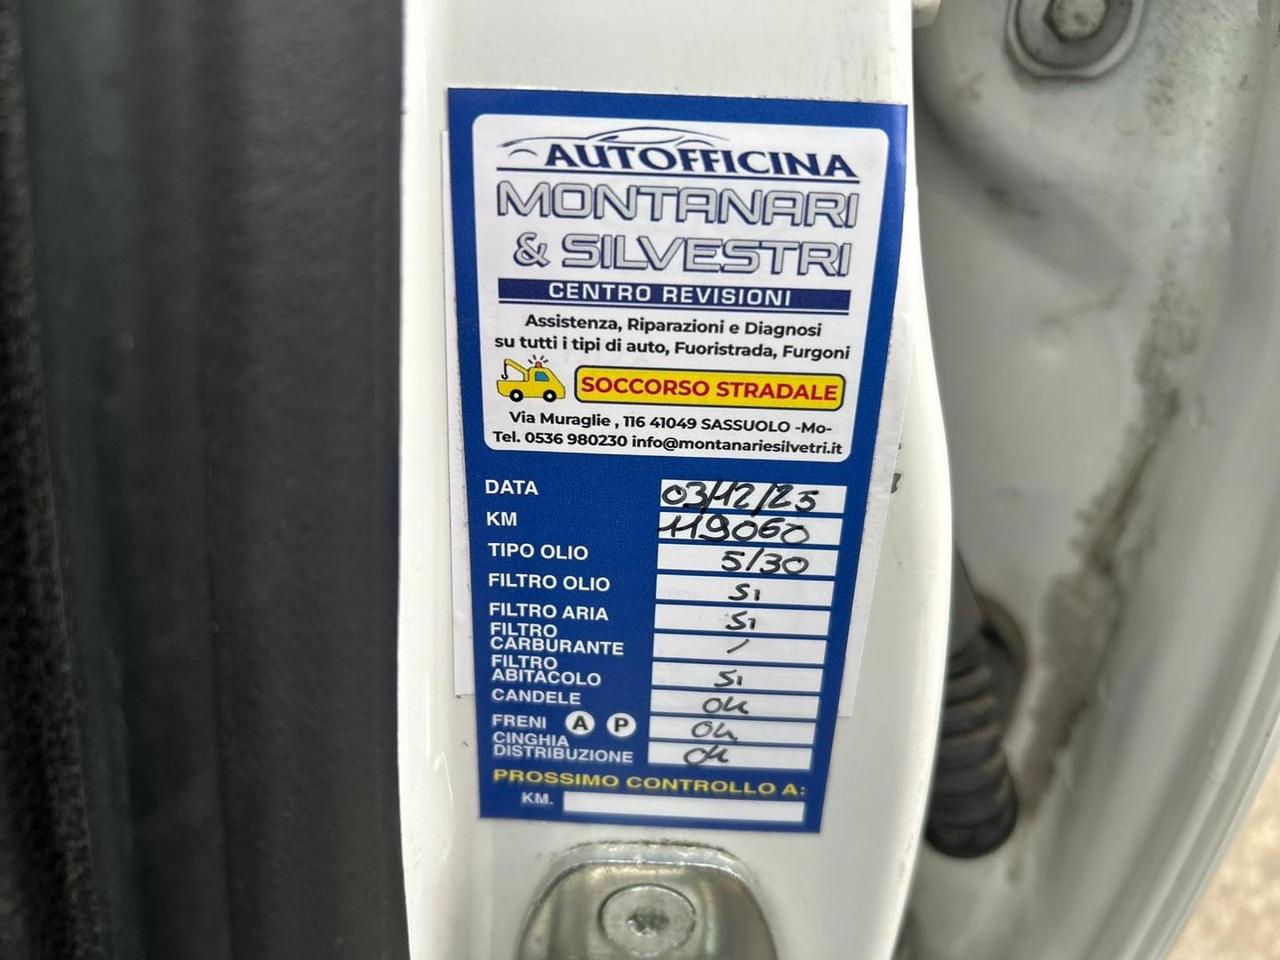 AUTOFFICINA
MONTANARI
& SILVESTRI
CENTRO REVISIONI
Assistenza, Riparazioni e Diagnosi
su tutti i tipi di auto, Fuoristrada, Furgoni
SOCCORSO STRADALE
Via Muraglie , 116 41049 SASSUOLO -Mo-
Tel. 0536 980230 info@montanariesilvetri.it
DATA 03/12/25
KM 119060
TIPO OLIO 5/30
FILTRO OLIO Si
FILTRO ARIA Si
FILTRO
CARBURANTE /
FILTRO
ABITACOLO Si
CANDELE OK
FRENI A P OK
CINGHIA
DISTRIBUZIONE OK
PROSSIMO CONTROLLO A:
KM.